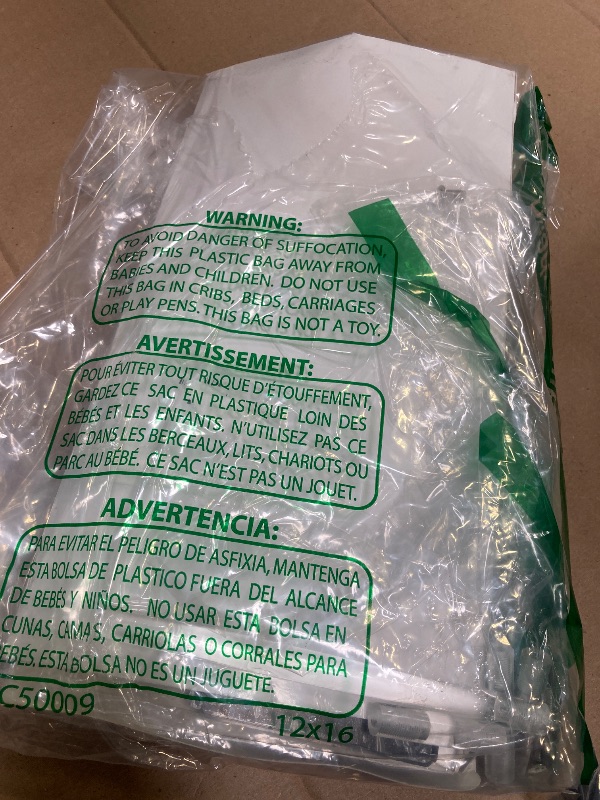 WARNING:
TO AVOID DANGER OF SUFFOCATION,
KEEP THIS PLASTIC BAG AWAY FROM
BABIES AND CHILDREN. DO NOT USE
THIS BAG IN CRIBS, BEDS, CARRIAGES
OR PLAY PENS. THIS BAG IS NOT A TOY.
AVERTISSEMENT:
POUR ÉVITER TOUT RISQUE D'ÉTOUFFEMENT,
GARDEZ CE SAC EN PLASTIQUE LOIN DES
BÉBÉS ET LES ENFANTS. N'UTILISEZ PAS CE
SAC DANS LES BERCEAUX, LITS, CHARIOTS OU
PARC AU BÉBÉ. CE SAC N'EST PAS UN JOUET.
ADVERTENCIA:
PARA EVITAR EL PELIGRO DE ASFIXIA, MANTENGA
ESTA BOLSA DE PLASTICO FUERA DEL ALCANCE
DE BEBÉS Y NIÑOS. NO USAR ESTA BOLSA EN
CUNAS, CAMAS, CARRIOLAS O CORRALES PARA
BEBÉS. ESTA BOLSA NO ES UN JUGUETE.
C50009
12x16